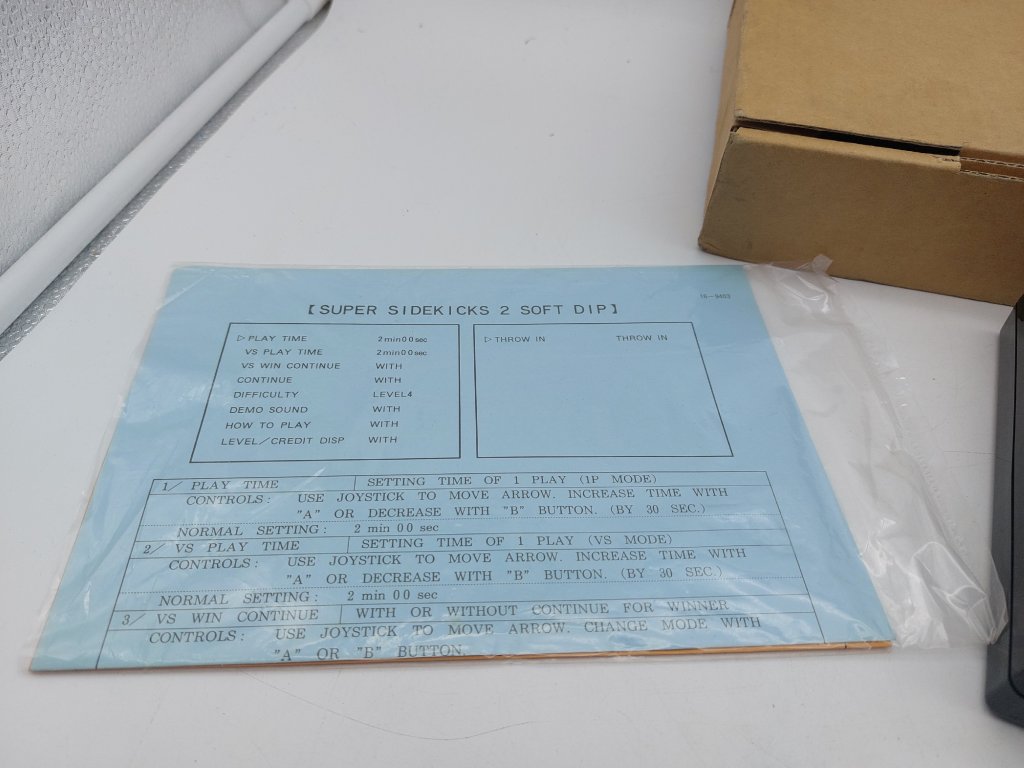 16-9403
【SUPER SIDEKICKS 2 SOFT DIP】
▷PLAY TIME 2min00sec
VS PLAY TIME 2min00sec
VS WIN CONTINUE WITH
CONTINUE WITH
DIFFICULTY LEVEL4
DEMO SOUND WITH
HOW TO PLAY WITH
LEVEL/CREDIT DISP WITH
▷THROW IN THROW IN
1/ PLAY TIME SETTING TIME OF 1 PLAY (1P MODE)
CONTROLS: USE JOYSTICK TO MOVE ARROW. INCREASE TIME WITH
"A" OR DECREASE WITH "B" BUTTON. (BY 30 SEC.)
NORMAL SETTING: 2 min 00 sec
2/ VS PLAY TIME SETTING TIME OF 1 PLAY (VS MODE)
CONTROLS: USE JOYSTICK TO MOVE ARROW. INCREASE TIME WITH
"A" OR DECREASE WITH "B" BUTTON. (BY 30 SEC.)
NORMAL SETTING: 2 min 00 sec
3/ VS WIN CONTINUE WITH OR WITHOUT CONTINUE FOR WINNER
CONTROLS: USE JOYSTICK TO MOVE ARROW. CHANGE MODE WITH
"A" OR "B" BUTTON.